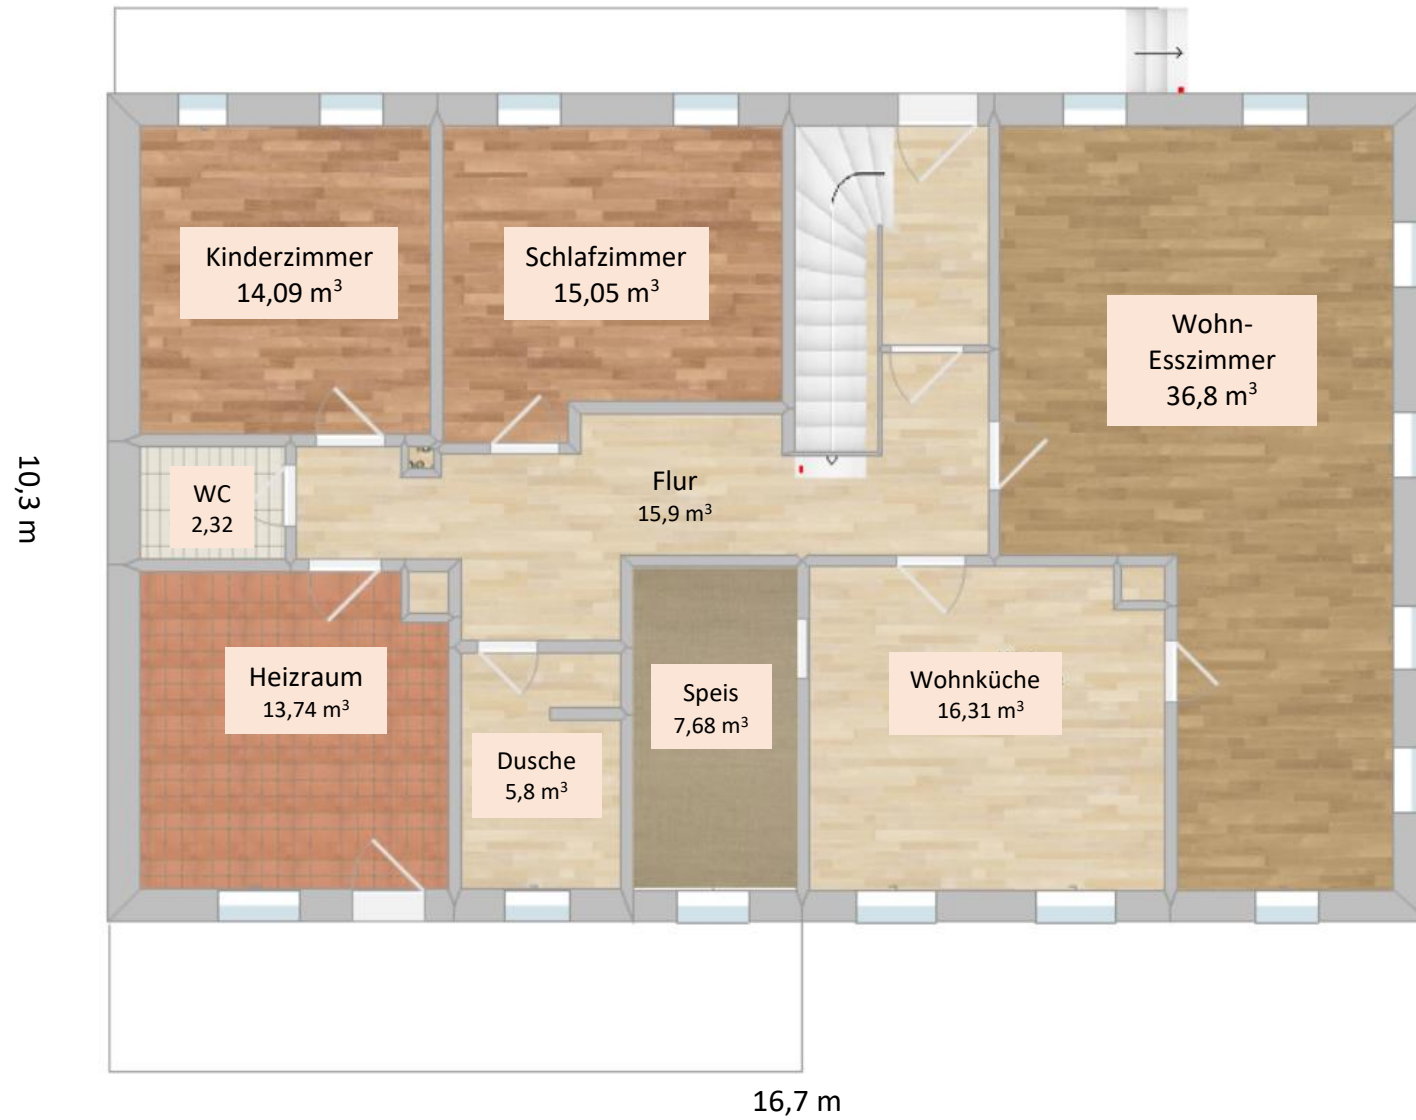 Kinderzimmer
14,09 m³
Schlafzimmer
15,05 m³
Wohn-
Esszimmer
36,8 m³
10,3 m
WC
2,32
Flur
15,9 m³
Heizraum
13,74 m³
Dusche
5,8 m³
Speis
7,68 m³
Wohnküche
16,31 m³
16,7 m